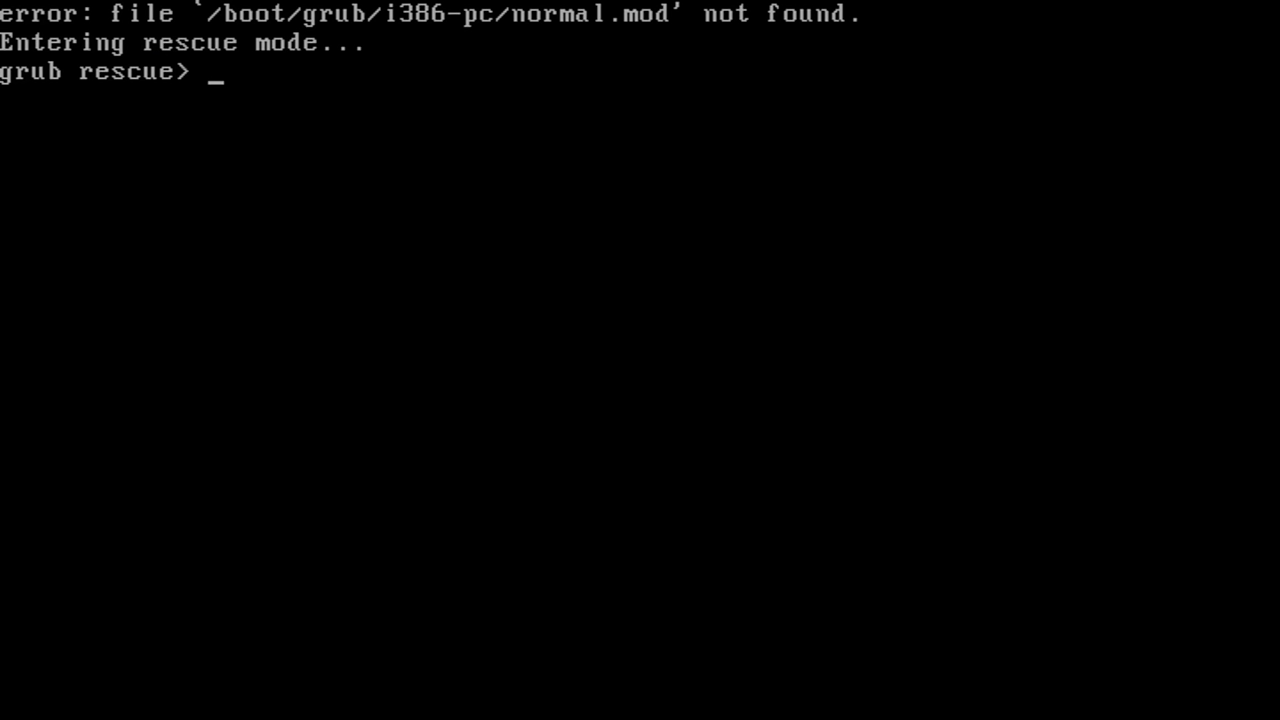 error: file `/boot/grub/i386-pc/normal.mod' not found.
Entering rescue mode...
grub rescue> _